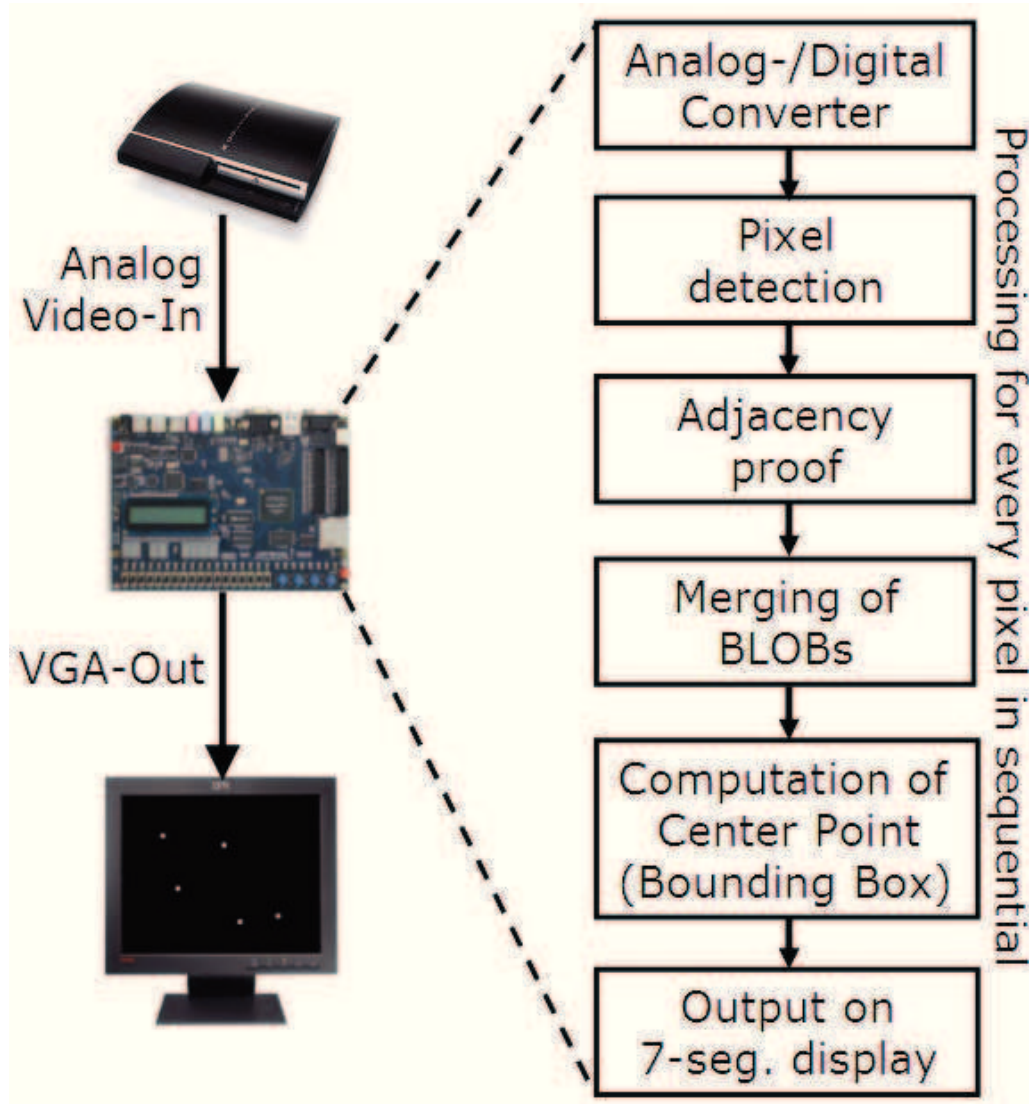 Analog
Video-In
VGA-Out
Analog-/Digital
Converter
Pixel
detection
Adjacency
proof
Merging of
BLOBs
Computation of
Center Point
(Bounding Box)
Output on
7-seg. display
Processing for every pixel in sequential